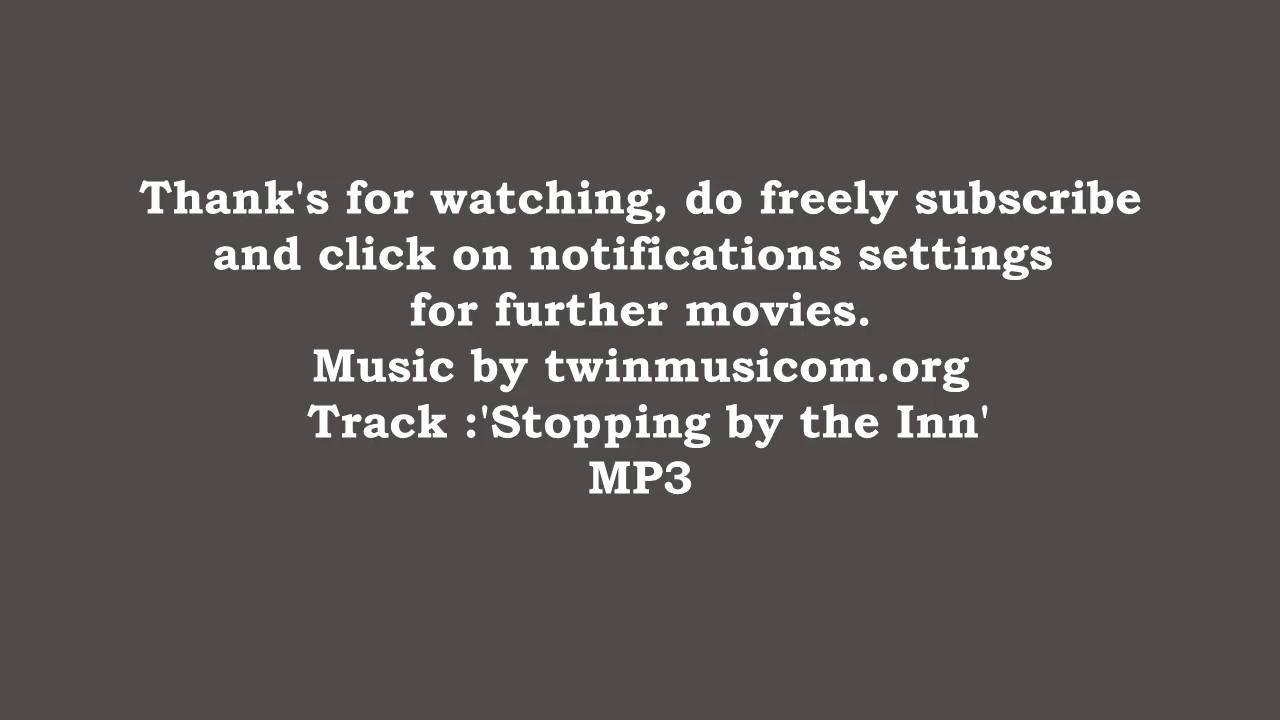 Thank's for watching, do freely subscribe
and click on notifications settings
for further movies.
Music by twinmusicom.org
Track :'Stopping by the Inn'
MP3